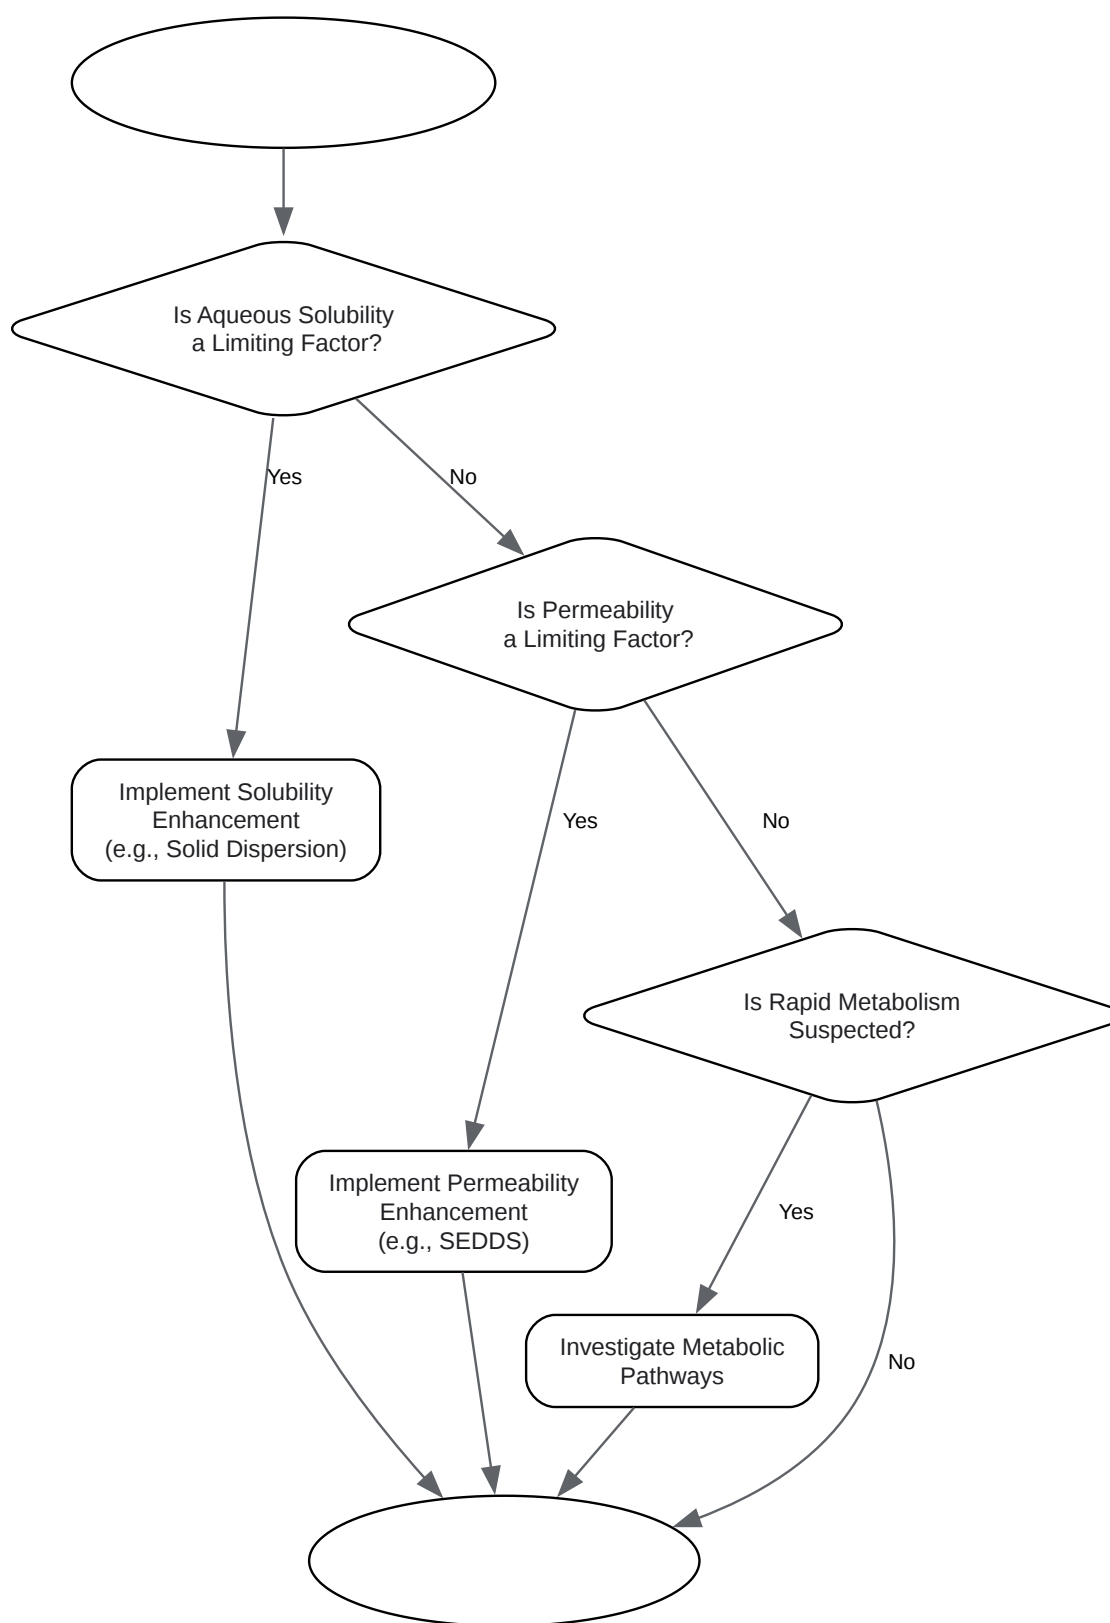 Is Aqueous Solubility
a Limiting Factor?
Yes
No
Is Permeability
a Limiting Factor?
Implement Solubility
Enhancement
(e.g., Solid Dispersion)
Yes
No
Is Rapid Metabolism
Suspected?
Implement Permeability
Enhancement
(e.g., SEDDS)
Yes
Investigate Metabolic
Pathways
No